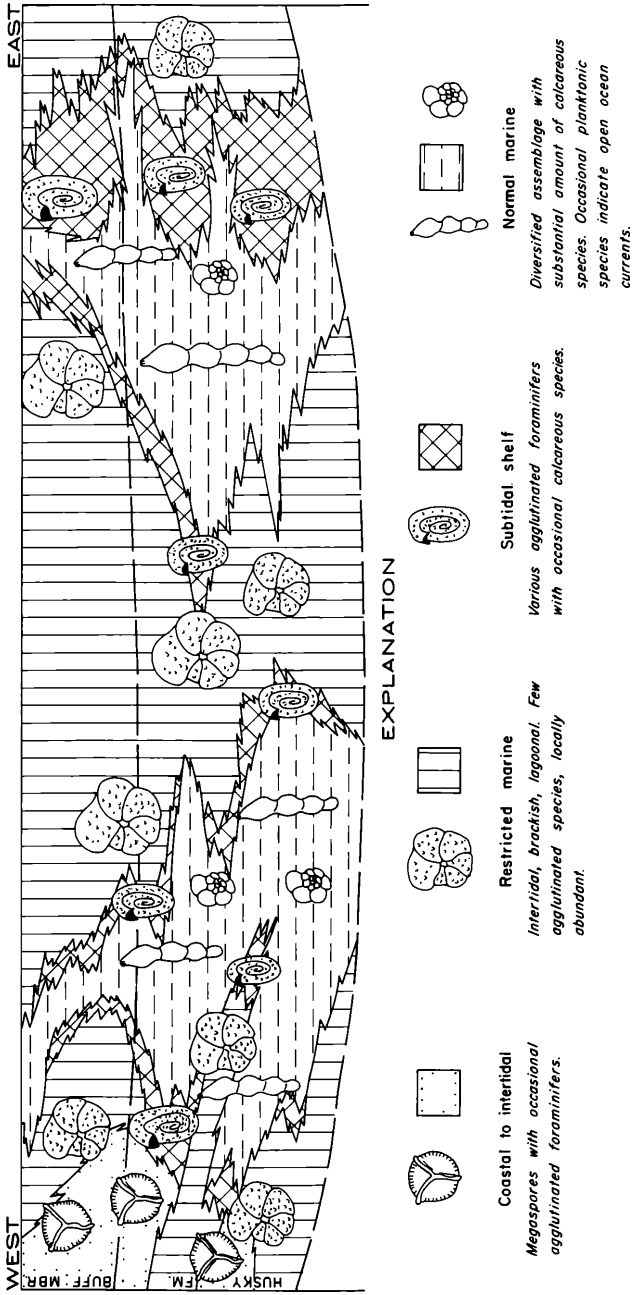 WEST
EAST
BUFF MBR.
HUSKY FM.
EXPLANATION
Coastal to intertidal
Megaspores with occasional
agglutinated foraminifers.
Restricted marine
Intertidal, brackish, lagoonal. Few
agglutinated species, locally
abundant.
Subtidal shelf
Various agglutinated foraminifers
with occasional calcareous species.
Normal marine
Diversified assemblage with
substantial amount of calcareous
species. Occasional planktonic
species indicate open ocean
currents.